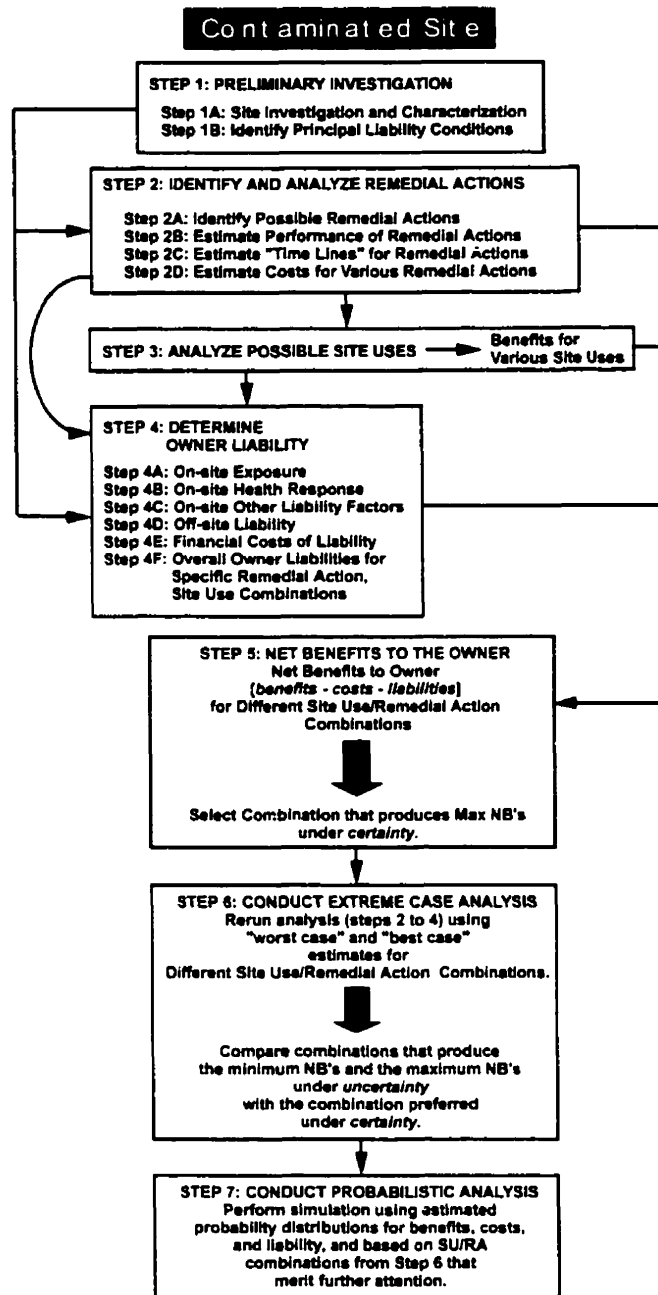 Contaminated Site
STEP 1: PRELIMINARY INVESTIGATION
Step 1A: Site Investigation and Characterization
Step 1B: Identify Principal Liability Conditions
STEP 2: IDENTIFY AND ANALYZE REMEDIAL ACTIONS
Step 2A: Identify Possible Remedial Actions
Step 2B: Estimate Performance of Remedial Actions
Step 2C: Estimate "Time Lines" for Remedial Actions
Step 2D: Estimate Costs for Various Remedial Actions
STEP 3: ANALYZE POSSIBLE SITE USES
Benefits for
Various Site Uses
STEP 4: DETERMINE
OWNER LIABILITY
Step 4A: On-site Exposure
Step 4B: On-site Health Response
Step 4C: On-site Other Liability Factors
Step 4D: Off-site Liability
Step 4E: Financial Costs of Liability
Step 4F: Overall Owner Liabilities for
Specific Remedial Action,
Site Use Combinations
STEP 5: NET BENEFITS TO THE OWNER
Net Benefits to Owner
[benefits - costs - liabilities]
for Different Site Use/Remedial Action
Combinations
Select Combination that produces Max NB's
under certainty.
STEP 6: CONDUCT EXTREME CASE ANALYSIS
Rerun analysis (steps 2 to 4) using
"worst case" and "best case"
estimates for
Different Site Use/Remedial Action Combinations.
Compare combinations that produce
the minimum NB's and the maximum NB's
under uncertainty
with the combination preferred
under certainty.
STEP 7: CONDUCT PROBABILISTIC ANALYSIS
Perform simulation using estimated
probability distributions for benefits, costs,
and liability, and based on SU/RA
combinations from Step 6 that
merit further attention.